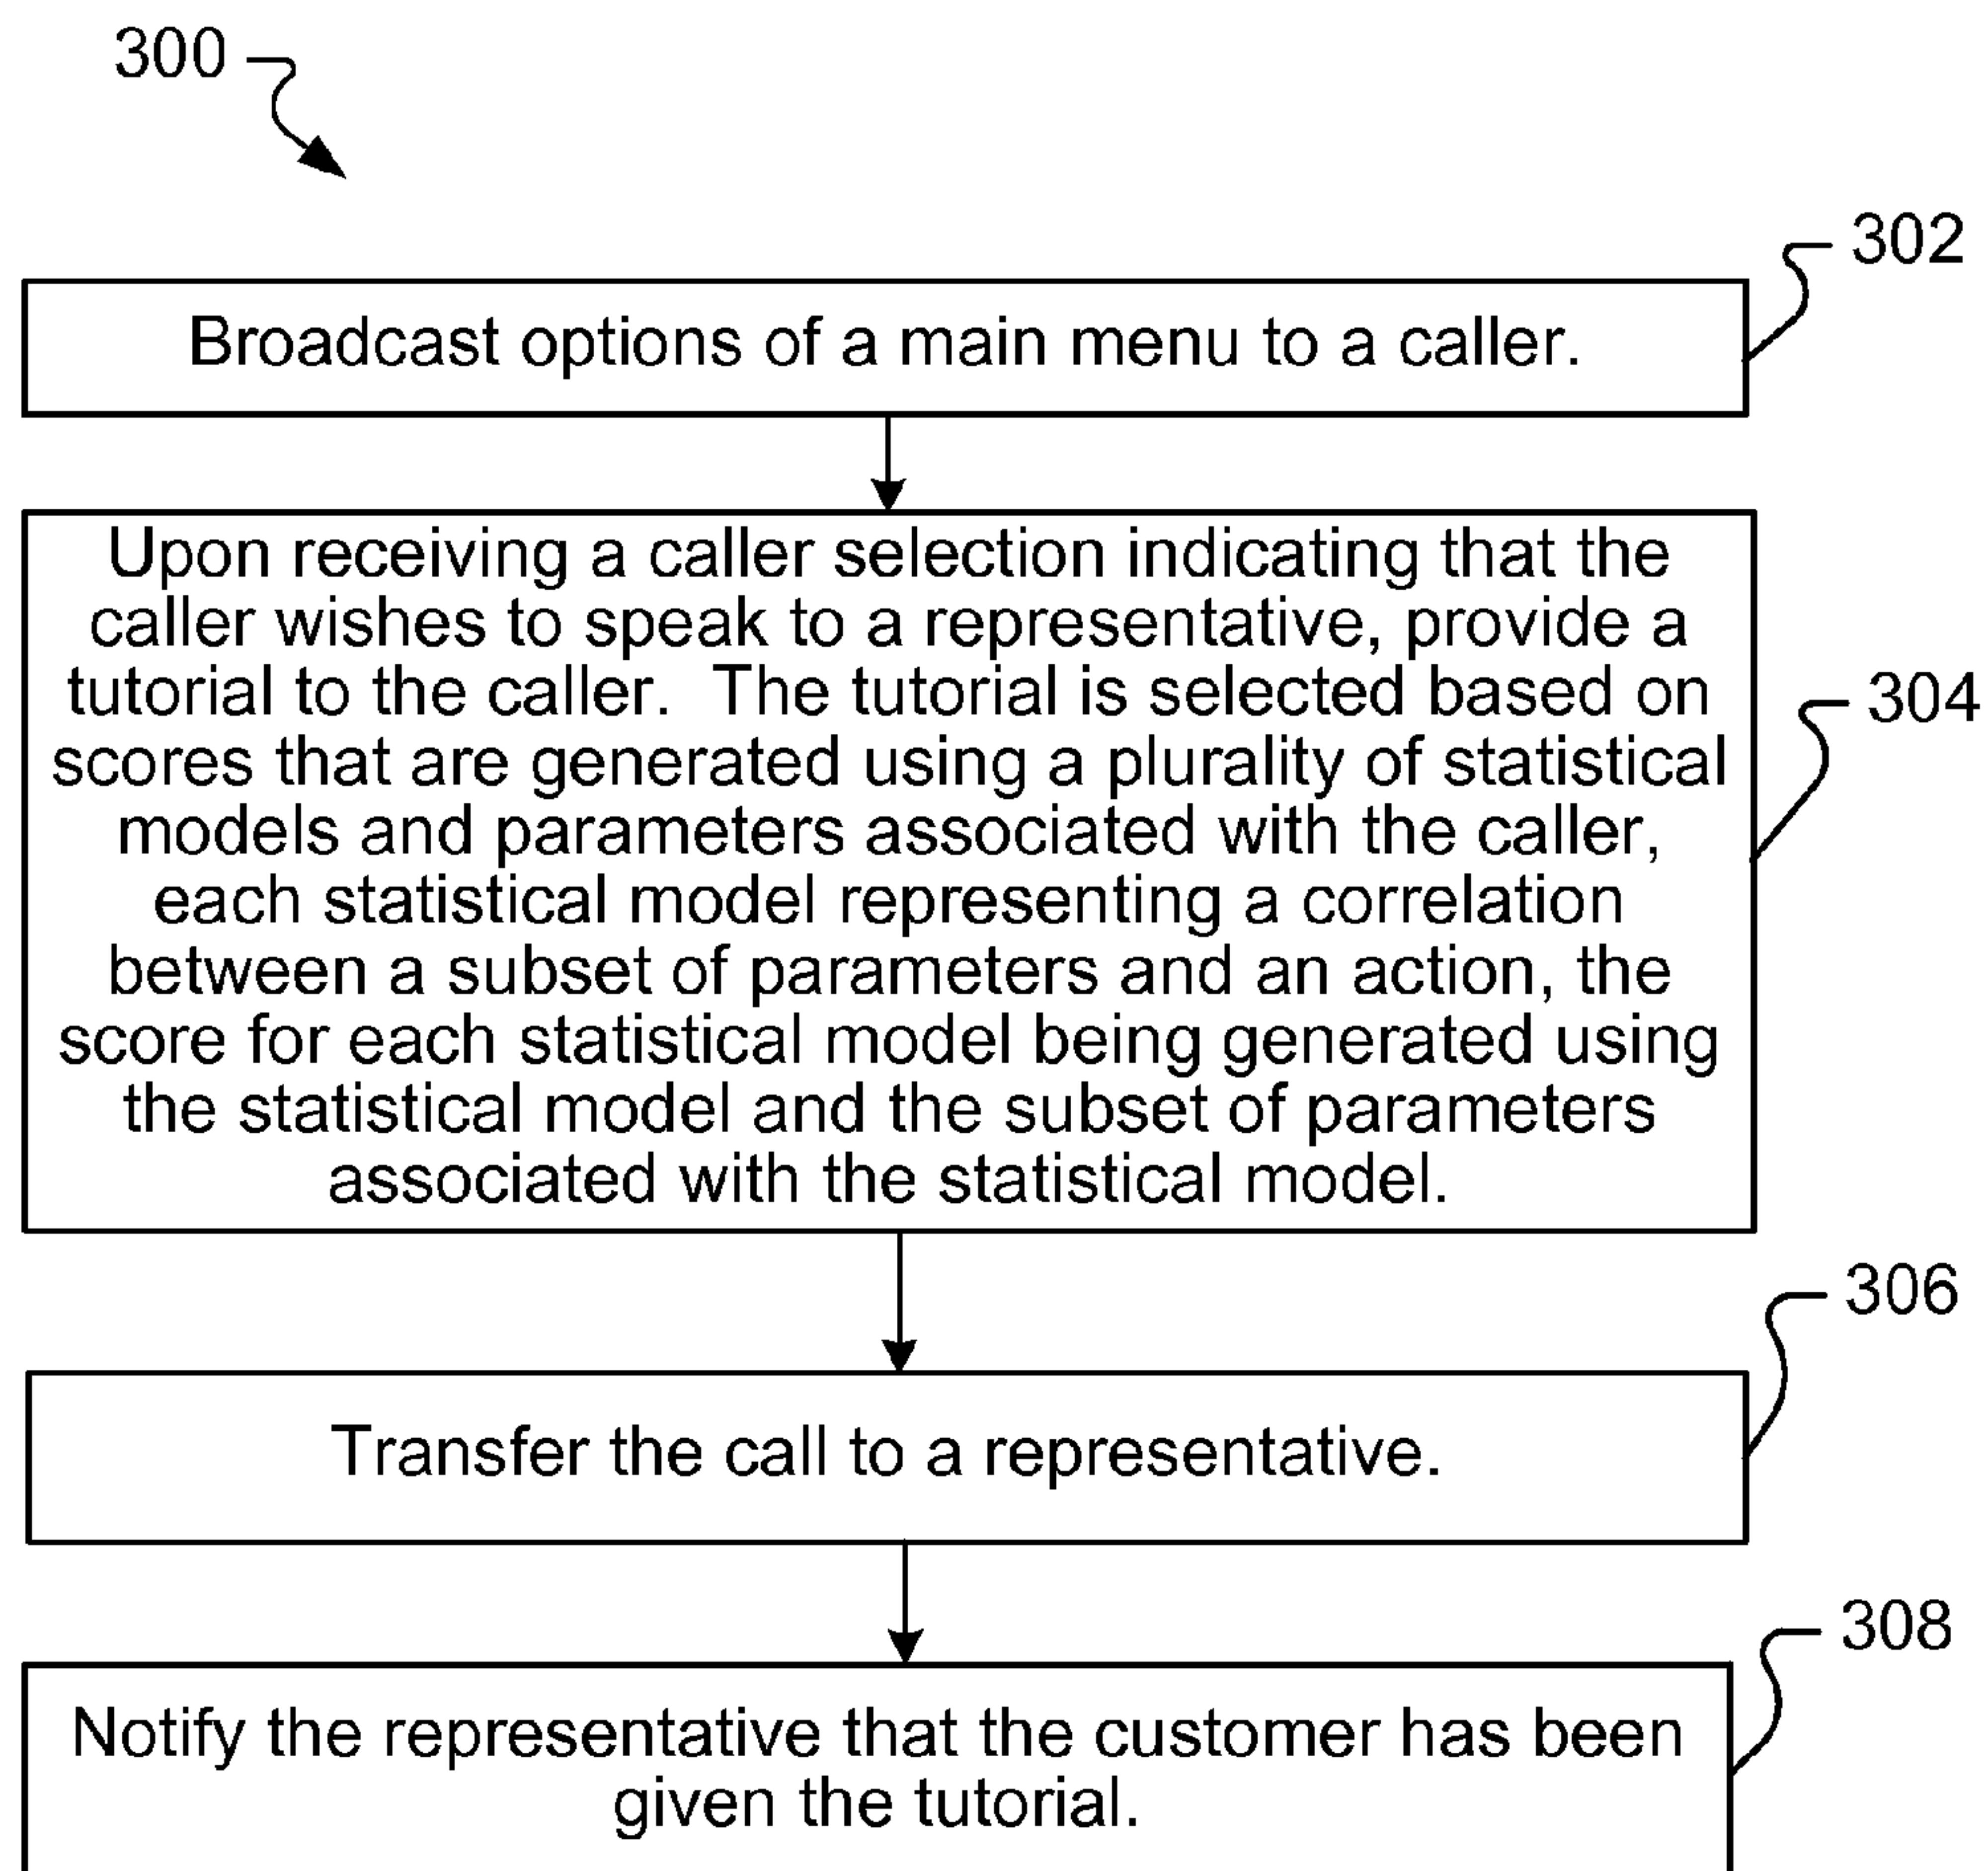 300
302
Broadcast options of a main menu to a caller.
Upon receiving a caller selection indicating that the
caller wishes to speak to a representative, provide a
tutorial to the caller.  The tutorial is selected based on
scores that are generated using a plurality of statistical
models and parameters associated with the caller,
each statistical model representing a correlation
between a subset of parameters and an action, the
score for each statistical model being generated using
the statistical model and the subset of parameters
associated with the statistical model.
304
306
Transfer the call to a representative.
308
Notify the representative that the customer has been
given the tutorial.